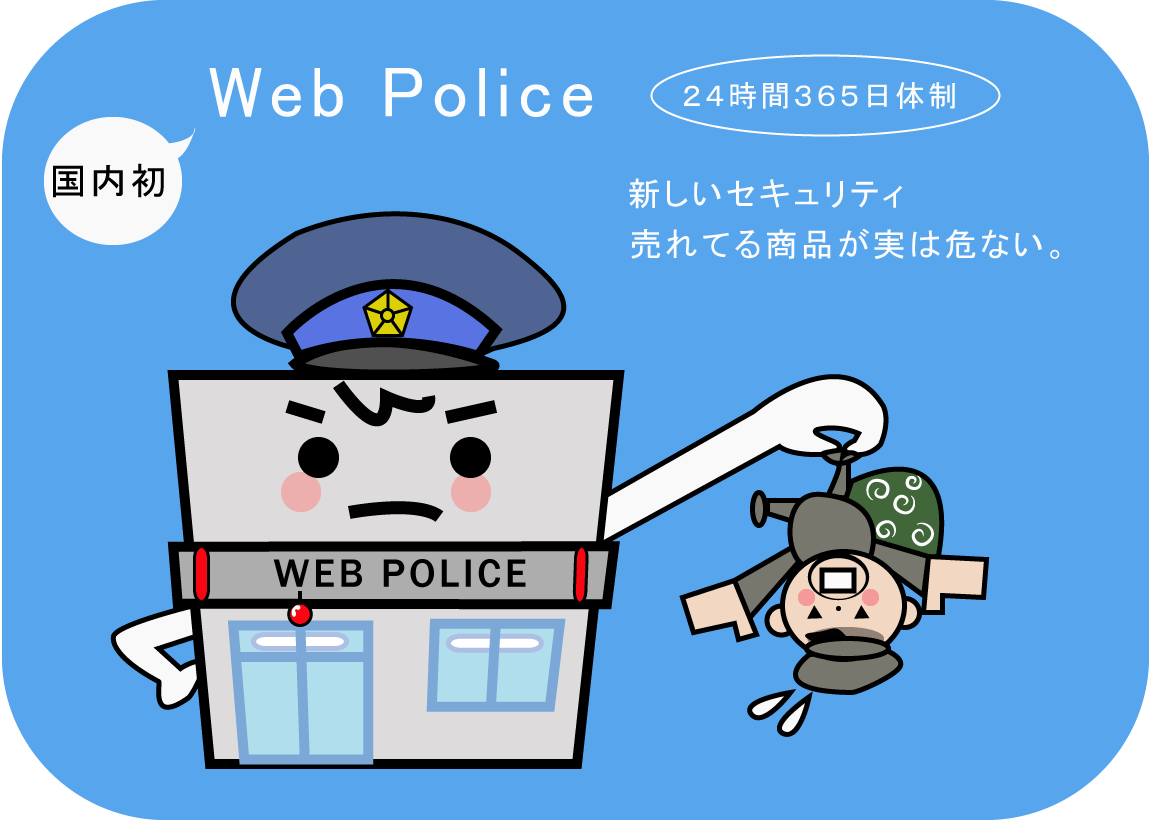 Web Police
24時間365日体制
国内初
新しいセキュリティ
売れてる商品が実は危ない。
WEB POLICE